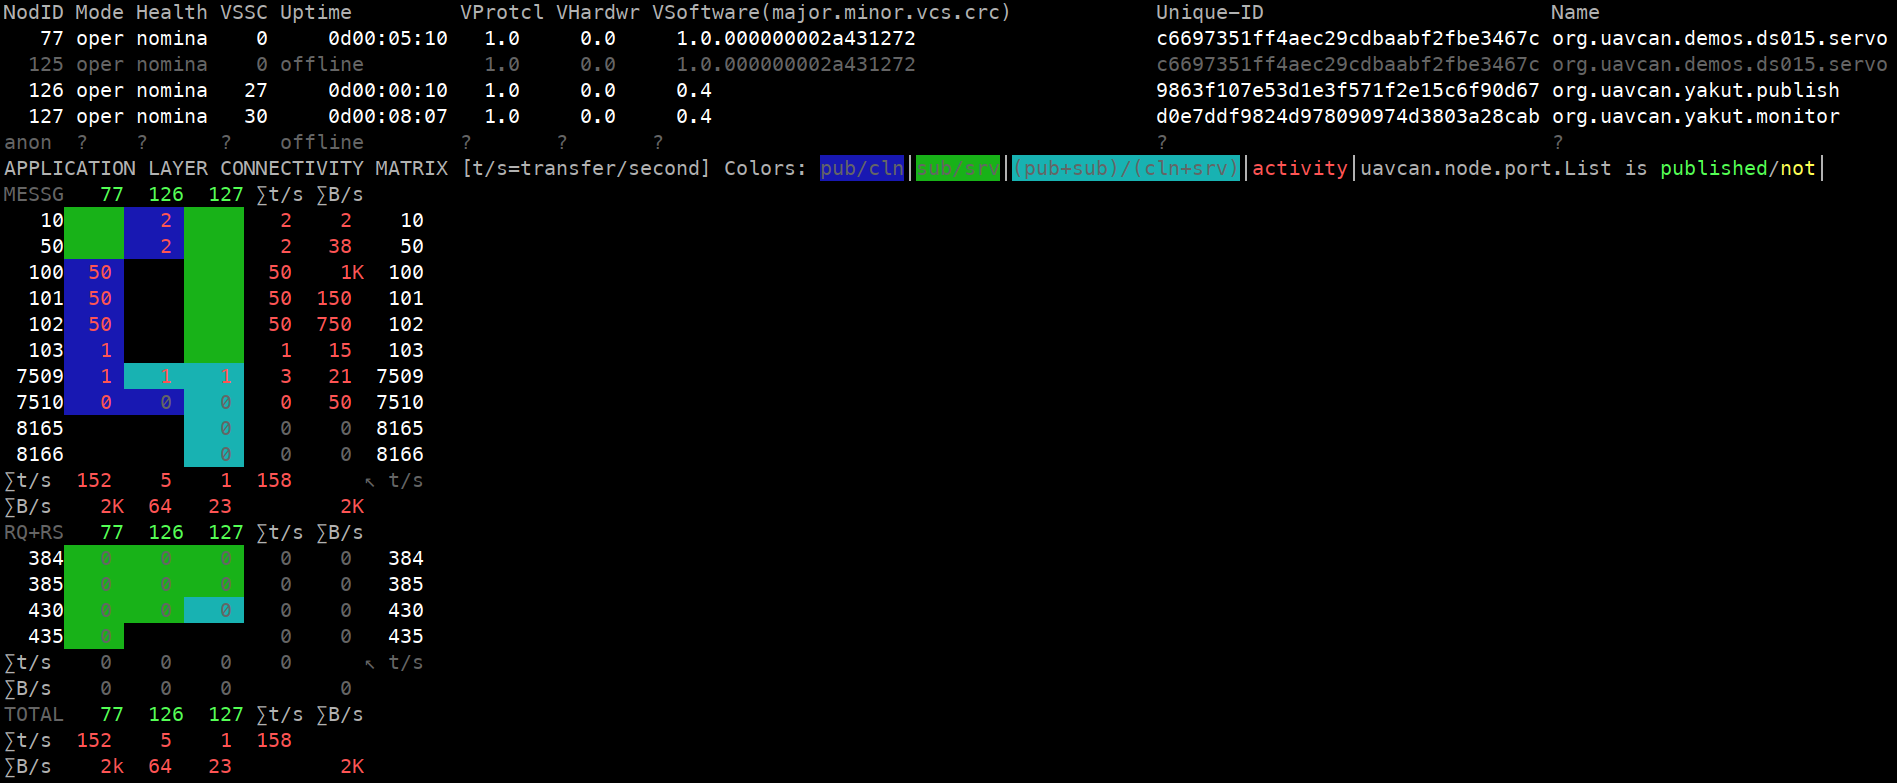 NodID Mode Health VSSC Uptime VProtcl VHardwr VSoftware(major.minor.vcs.crc) Unique-ID Name
77 oper nomina 0 0d00:05:10 1.0 0.0 1.0.000000002a431272 c6697351ff4aec29cdbaabf2fbe3467c org.uavcan.demos.ds015.servo
125 oper nomina 0 offline 1.0 0.0 1.0.000000002a431272 c6697351ff4aec29cdbaabf2fbe3467c org.uavcan.demos.ds015.servo
126 oper nomina 27 0d00:00:10 1.0 0.0 0.4 9863f107e53d1e3f571f2e15c6f90d67 org.uavcan.yakut.publish
127 oper nomina 30 0d00:08:07 1.0 0.0 0.4 d0e7ddf9824d978090974d3803a28cab org.uavcan.yakut.monitor
anon ? ? ? offline ? ? ? ? ?
APPLICATION LAYER CONNECTIVITY MATRIX [t/s=transfer/second] Colors: pub/cln│sub/srv│(pub+sub)/(cln+srv)│activity│uavcan.node.port.List is published/not│
MESSG 77 126 127 ∑t/s ∑B/s
10 2 2 2 10
50 2 2 38 50
100 50 50 1K 100
101 50 50 150 101
102 50 50 750 102
103 1 1 15 103
7509 1 1 1 3 21 7509
7510 0 0 0 0 50 7510
8165 0 0 0 8165
8166 0 0 0 8166
∑t/s 152 5 1 158 ↖ t/s
∑B/s 2K 64 23 2K
RQ+RS 77 126 127 ∑t/s ∑B/s
384 0 0 0 0 0 384
385 0 0 0 0 0 385
430 0 0 0 0 0 430
435 0 0 0 435
∑t/s 0 0 0 0 ↖ t/s
∑B/s 0 0 0 0
TOTAL 77 126 127 ∑t/s ∑B/s
∑t/s 152 5 1 158
∑B/s 2k 64 23 2K